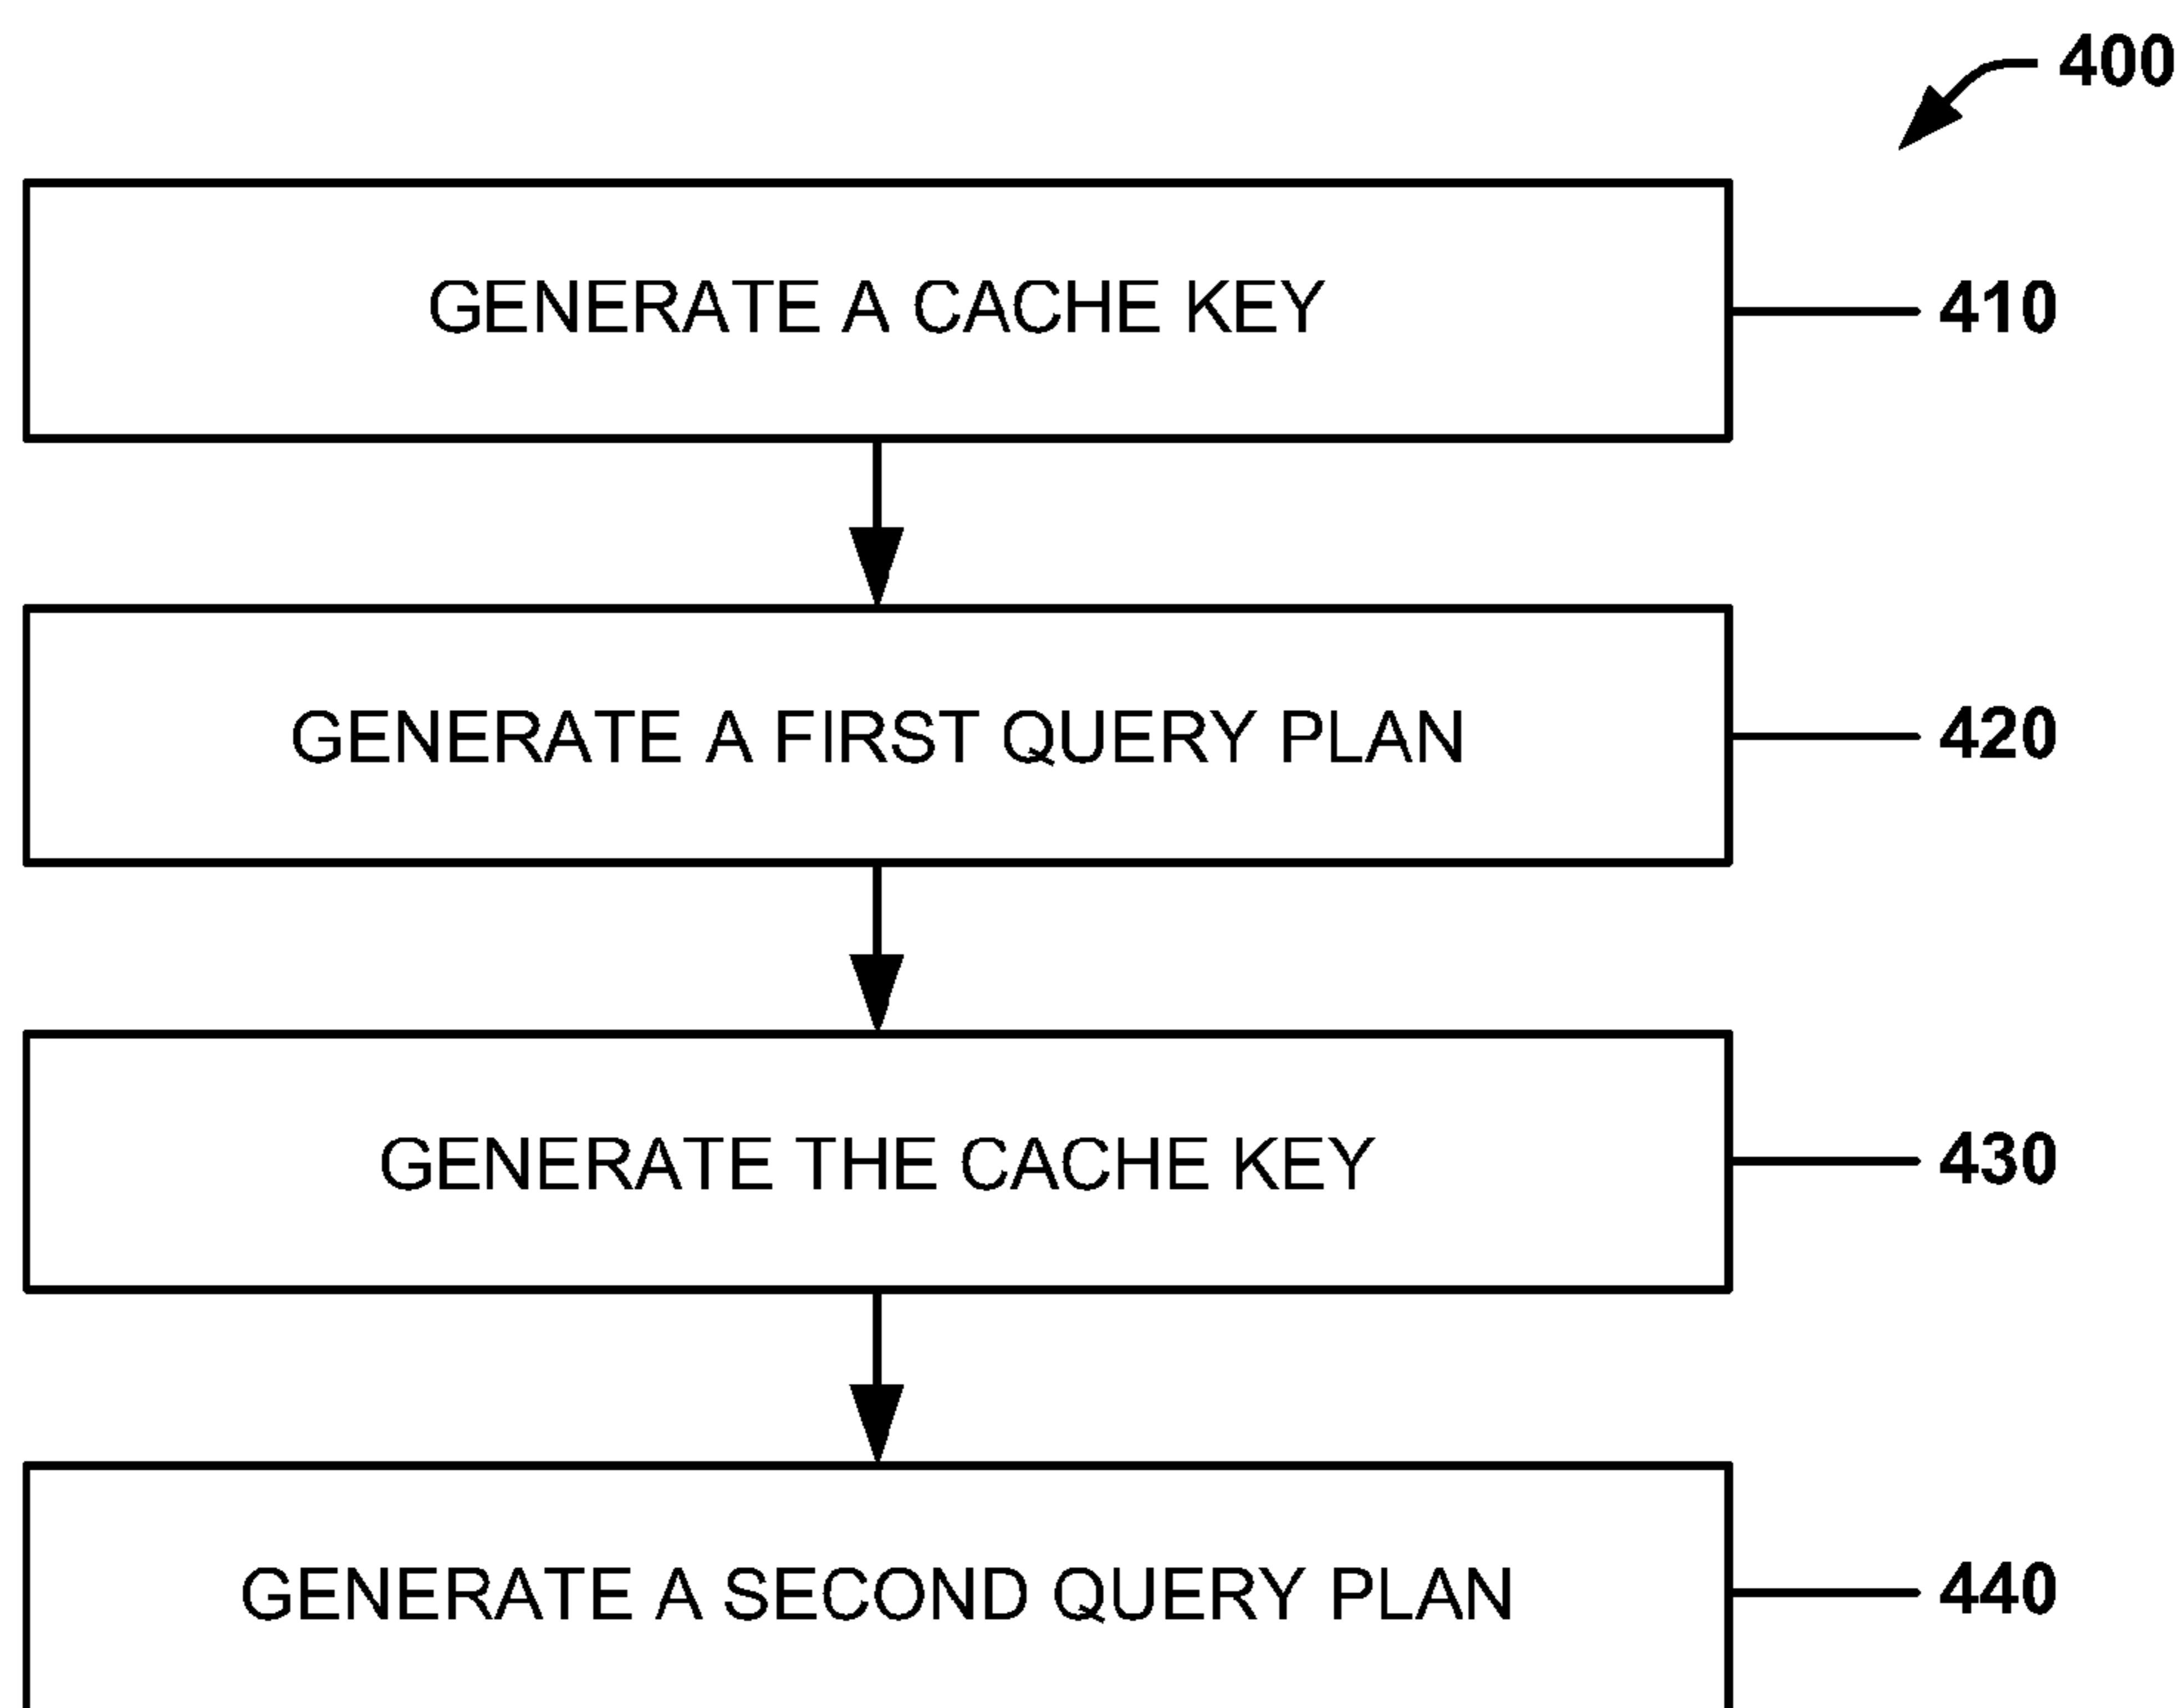 400
GENERATE A CACHE KEY
410
GENERATE A FIRST QUERY PLAN
420
GENERATE THE CACHE KEY
430
GENERATE A SECOND QUERY PLAN
440